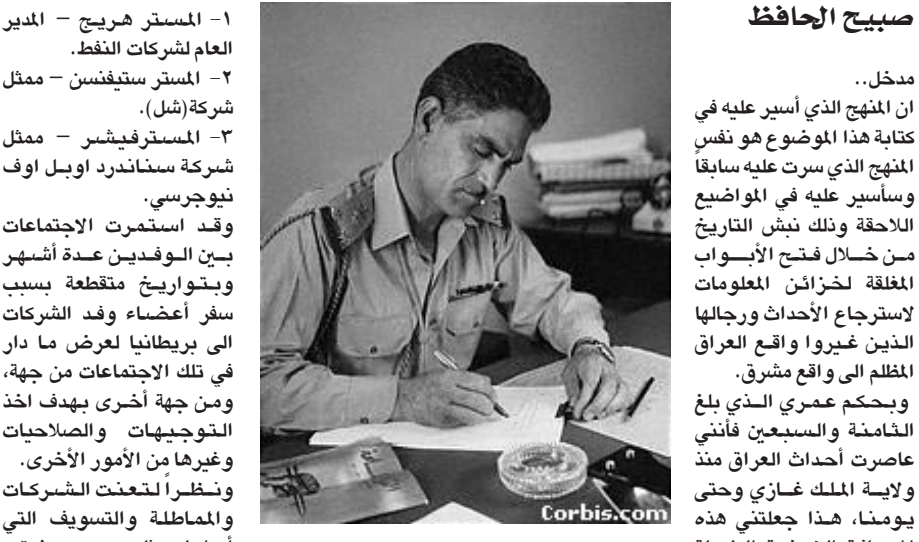 صبيح الحافظ
مدخل..
ان المنهج الذي أسير عليه في
كتابة هذا الموضوع هو نفس
المنهج الذي سرت عليه سابقاً
وسأسير عليه في المواضيع
اللاحقة وذلك نبش التاريخ
من خلال فتح الأبواب
المغلقة لخزائن المعلومات
لاسترجاع الأحداث ورجالها
الذين غيروا واقع العراق
المظلم الى واقع مشرق.
وبحكم عمري الذي بلغ
الثامنة والسبعين فأنني
عاصرت أحداث العراق منذ
ولاية الملك غازي وحتى
يومنا، هذا جعلتني هذه
Corbis.com
١- المستر هريج – المدير
العام لشركات النفط.
٢- المستر ستيفنسن – ممثل
شركة(شل).
٣- المسترفيشر – ممثل
شركة سنتاندرد اويل اوف
نيوجرسي.
وقد استمرت الاجتماعات
بين الوفدين عدة أشهر
وبتواريخ متقطعة بسبب
سفر أعضاء وفد الشركات
الى بريطانيا لعرض ما دار
في تلك الاجتماعات من جهة،
ومن جهة أخرى بهدف اخذ
التوجيهات والصلاحيات
وغيرها من الأمور الأخرى.
ونظراً لتعنت الشركات
والمماطلة والتسويف التي